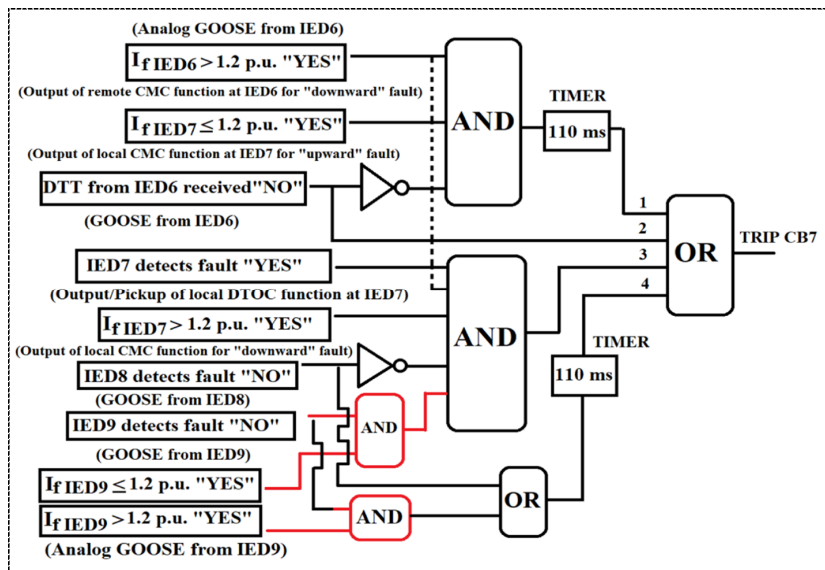 (Analog GOOSE from IED6)
If IED6 > 1.2 p.u. "YES"
(Output of remote CMC function at IED6 for "downward" fault)
If IED7 ≤ 1.2 p.u. "YES"
(Output of local CMC function at IED7 for "upward" fault)
DTT from IED6 received"NO"
(GOOSE from IED6)
AND
TIMER
110 ms
1
2
3
4
OR
TRIP CB7
IED7 detects fault "YES"
(Output/Pickup of local DTOC function at IED7)
If IED7 > 1.2 p.u. "YES"
(Output of local CMC function for "downward" fault)
IED8 detects fault "NO"
(GOOSE from IED8)
IED9 detects fault "NO"
(GOOSE from IED9)
AND
TIMER
110 ms
AND
If IED9 ≤ 1.2 p.u. "YES"
If IED9 > 1.2 p.u. "YES"
(Analog GOOSE from IED9)
AND
OR